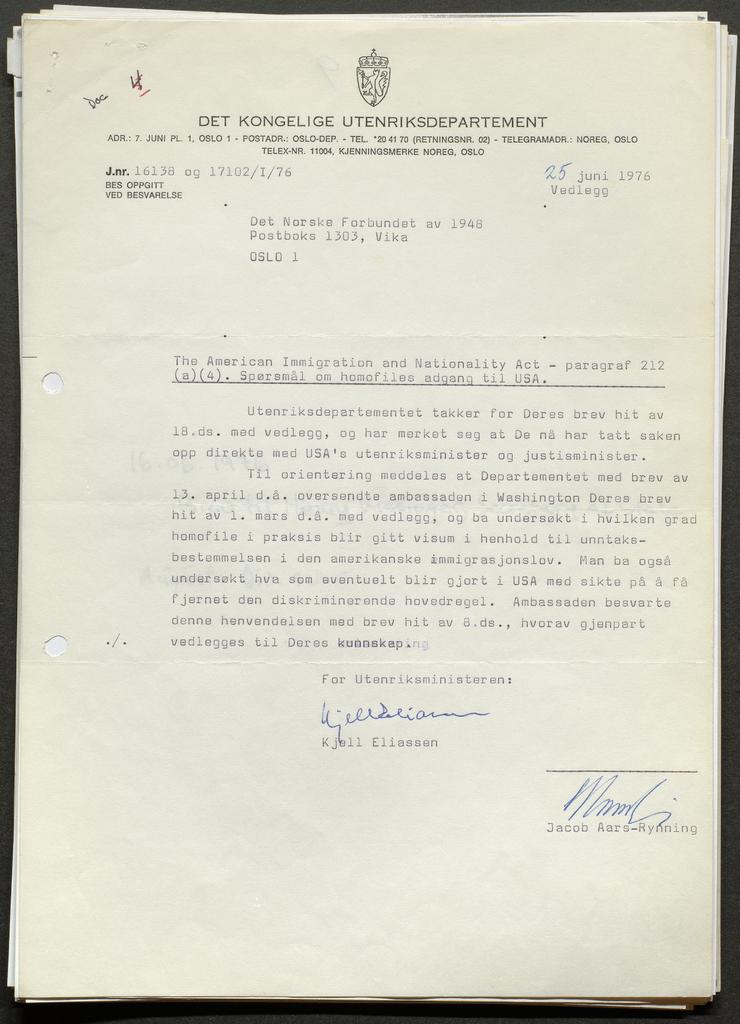 Doc 4
DET KONGELIGE UTENRIKSDEPARTEMENT
ADR.: 7. JUNI PL. 1, OSLO 1 - POSTADR.: OSLO-DEP. - TEL. *20 41 70 (RETNINGSNR. 02) - TELEGRAMADR.: NOREG, OSLO
TELEX-NR. 11004, KJENNINGSMERKE NOREG, OSLO
J.nr. 16138 og 17102/I/76
BES OPPGITT
VED BESVARELSE
25 juni 1976
Vedlegg
Det Norske Forbundet av 1948
Postboks 1303, Vika
OSLO 1
The American Immigration and Nationality Act - paragraf 212
(a)(4). Spørsmål om homofiles adgang til USA.
Utenriksdepartementet takker for Deres brev hit av
18.ds. med vedlegg, og har merket seg at De nå har tatt saken
opp direkte med USA's utenriksminister og justisminister.
Til orientering meddeles at Departementet med brev av
13. april d.å. oversendte ambassaden i Washington Deres brev
hit av 1. mars d.å. med vedlegg, og ba undersøkt i hvilken grad
homofile i praksis blir gitt visum i henhold til unntaks-
bestemmelsen i den amerikanske immigrasjonslov. Man ba også
undersøkt hva som eventuelt blir gjort i USA med sikte på å få
fjernet den diskriminerende hovedregel. Ambassaden besvarte
denne henvendelsen med brev hit av 8.ds., hvorav gjenpart
./. vedlegges til Deres kunnskap.
For Utenriksministeren:
Kjell Eliassen
Kjell Eliassen
Jacob Aars-Rynning